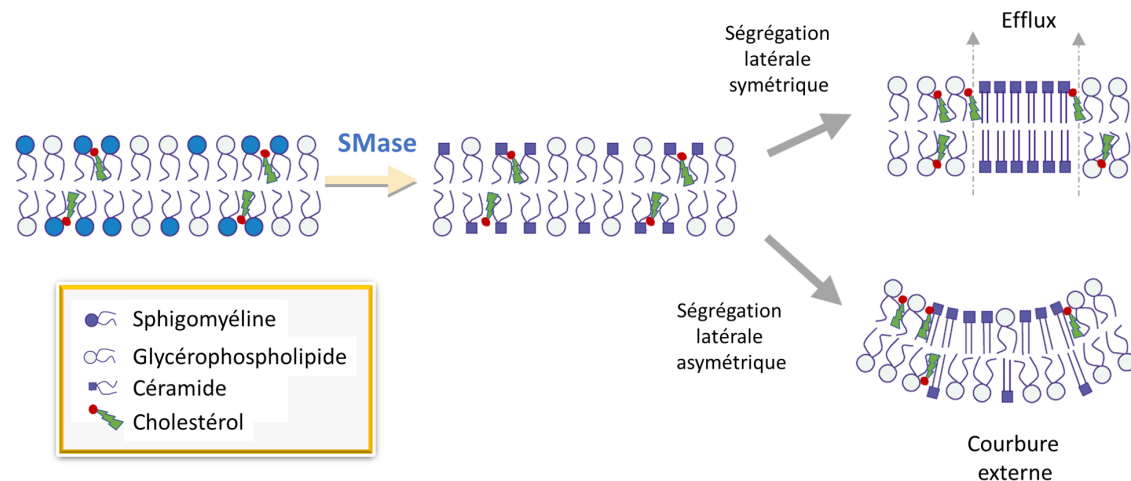 Ségrégation
latérale
symétrique
Efflux
SMase
Ségrégation
latérale
asymétrique
Sphigomyéline
Glycérophospholipide
Céramide
Cholestérol
Courbure
externe